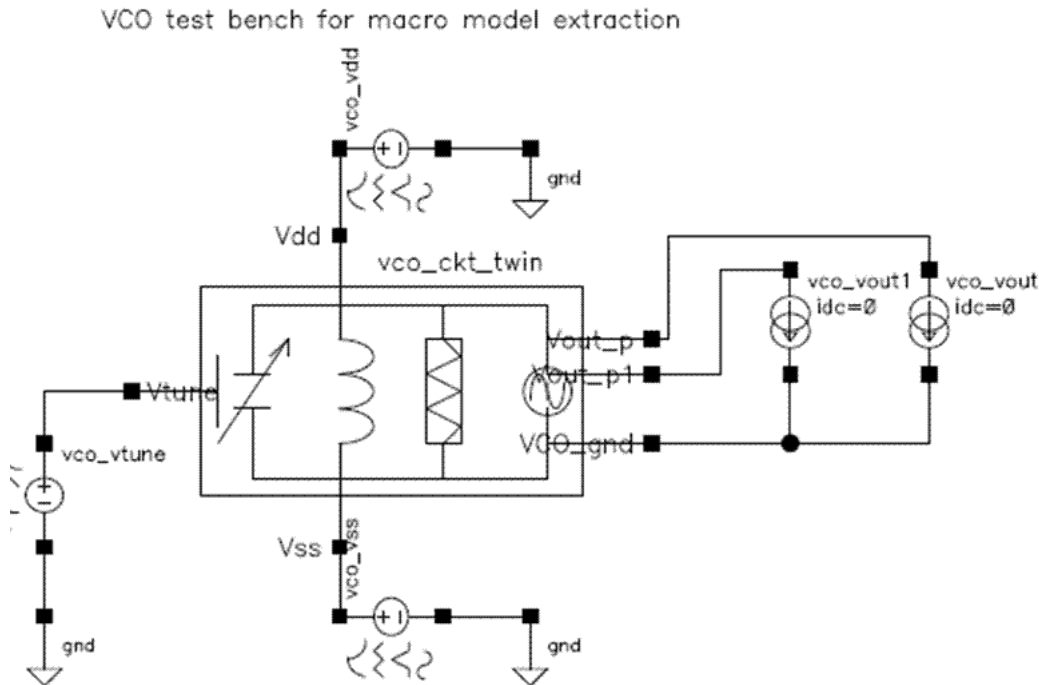 VCO test bench for macro model extraction
vco_vdd
gnd
Vdd
vco_ckt_twin
vco_vout1
idc=0
vco_vout
idc=0
Vout_p
Vout_p1
Vtune
VCO_gnd
vco_vtune
Vss
vco_vss
gnd
gnd